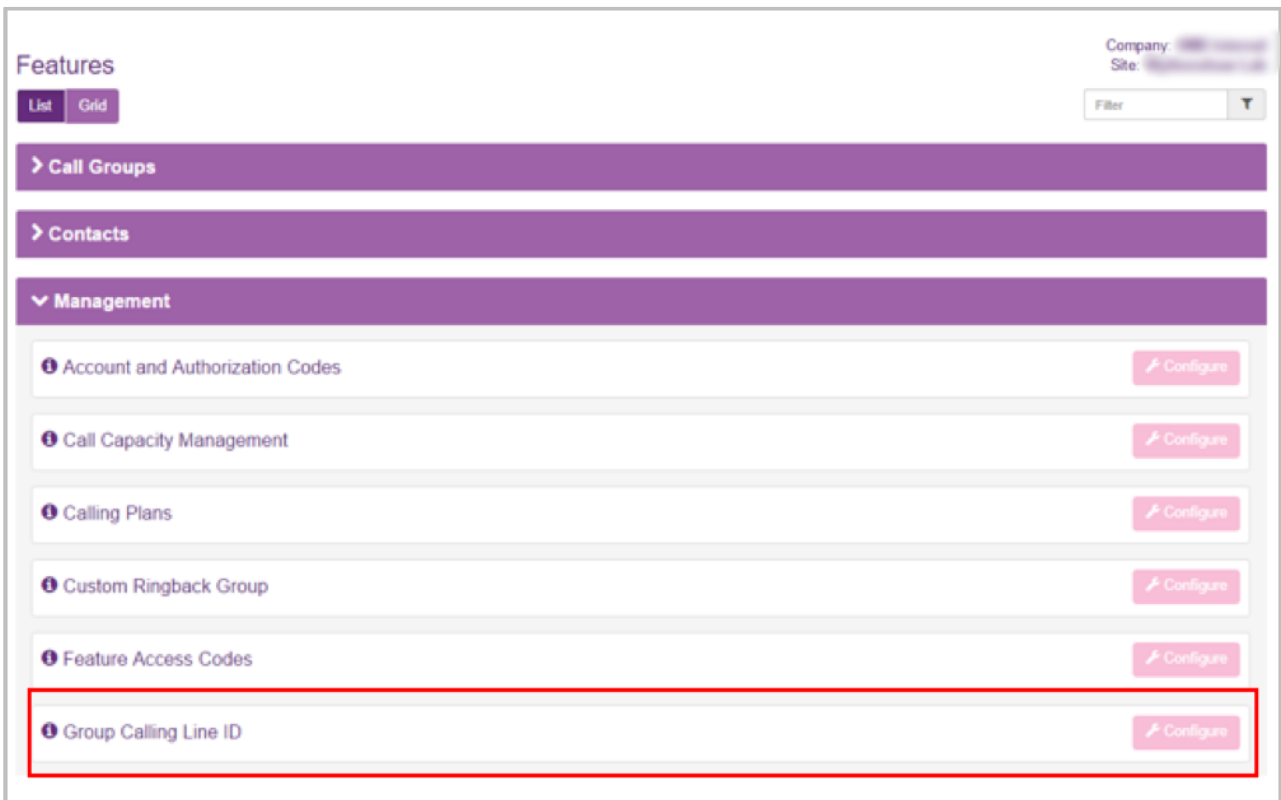 Company:
Features
Site:
List Grid
Filter
Call Groups
Contacts
Management
Account and Authorization Codes Configure
Call Capacity Management Configure
Calling Plans Configure
Custom Ringback Group Configure
Feature Access Codes Configure
Group Calling Line ID Configure